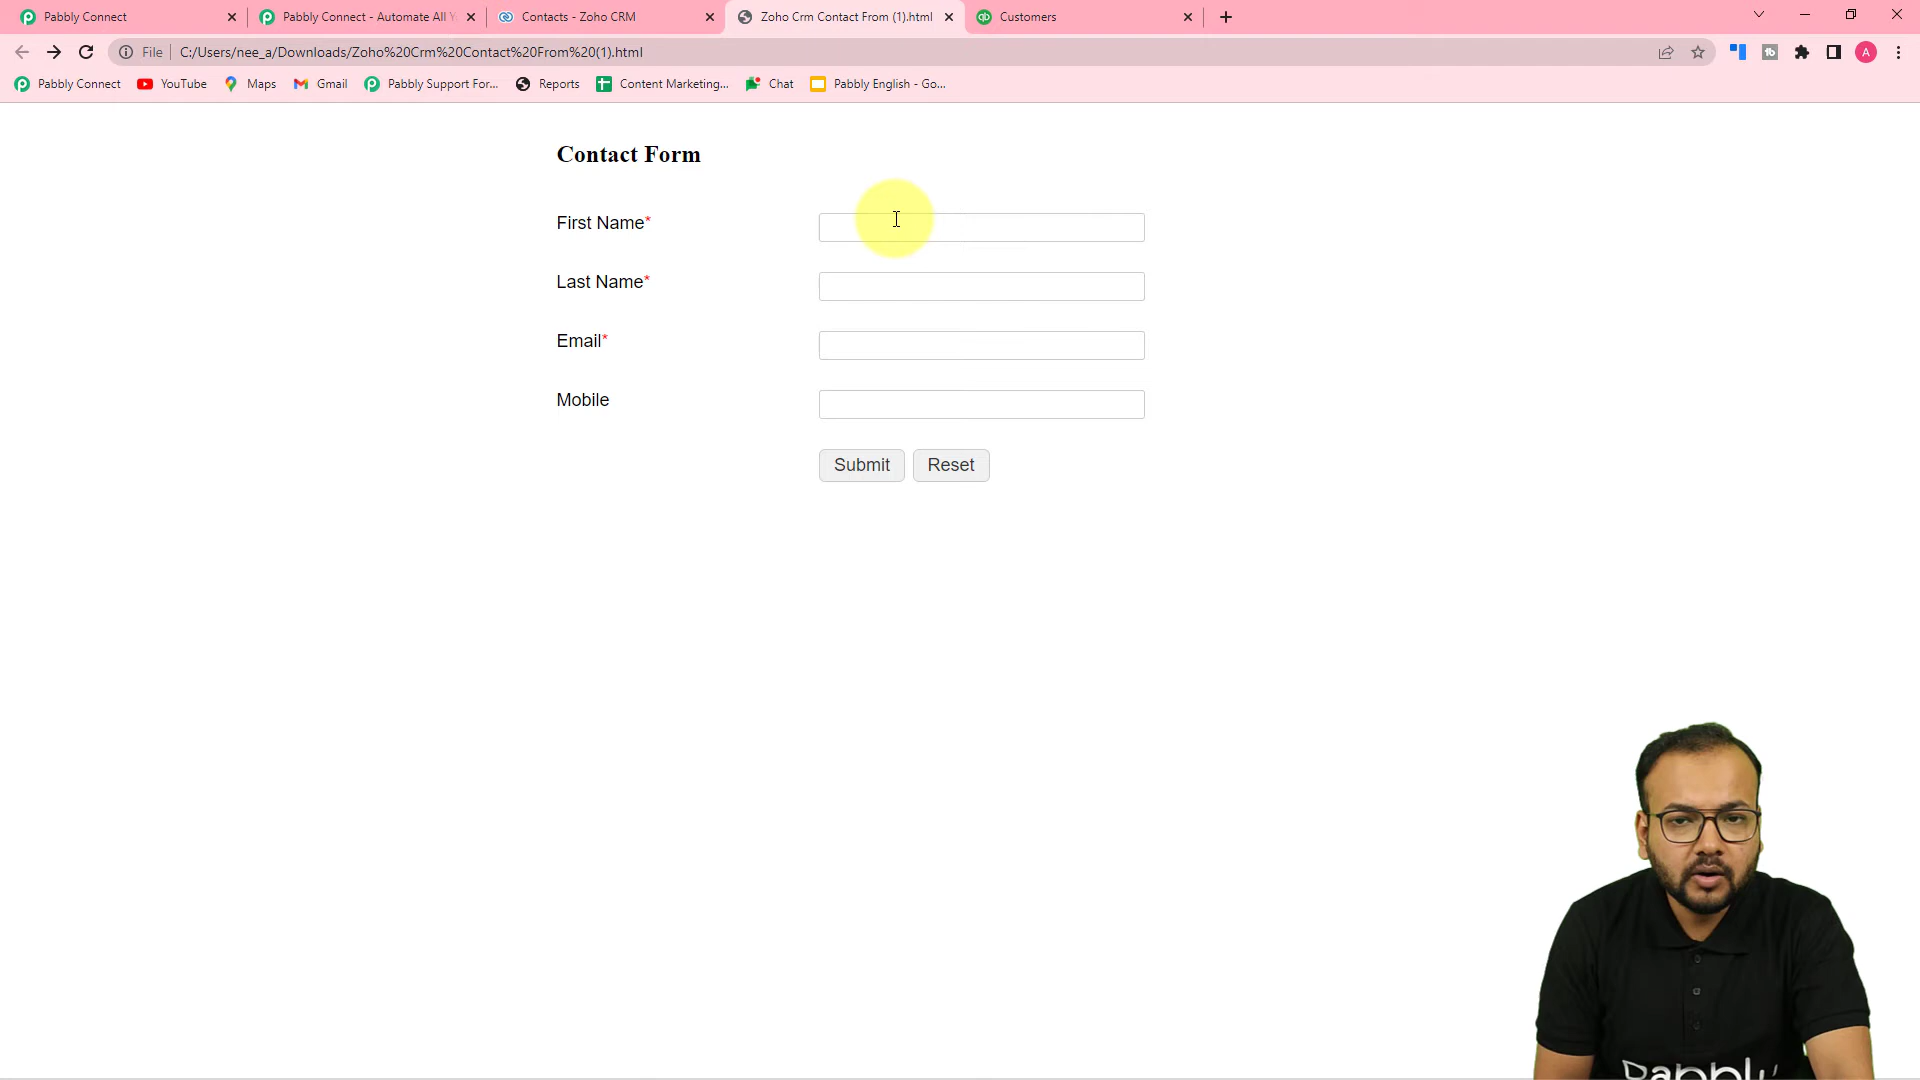 Pabbly Connect
Pabbly Connect - Automate All Y
Contacts - Zoho CRM
Zoho Crm Contact From (1).html
Customers
File
C:/Users/nee_a/Downloads/Zoho%20Crm%20Contact%20From%20(1).html
A
Pabbly Connect
YouTube
Maps
Gmail
Pabbly Support For...
Reports
Content Marketing...
Chat
Pabbly English - Go...
Contact Form
First Name*
Last Name*
Email*
Mobile
Submit
Reset
Pabbly